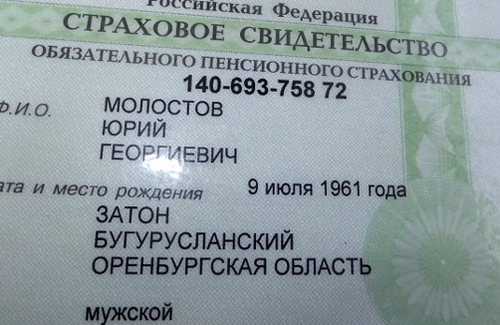 Российская Федерация
СТРАХОВОЕ СВИДЕТЕЛЬСТВО
ОБЯЗАТЕЛЬНОГО ПЕНСИОННОГО СТРАХОВАНИЯ
140-693-758 72
Ф.И.О. МОЛОСТОВ
ЮРИЙ
ГЕОРГИЕВИЧ
ата и место рождения 9 июля 1961 года
ЗАТОН
БУГУРУСЛАНСКИЙ
ОРЕНБУРГСКАЯ ОБЛАСТЬ
мужской